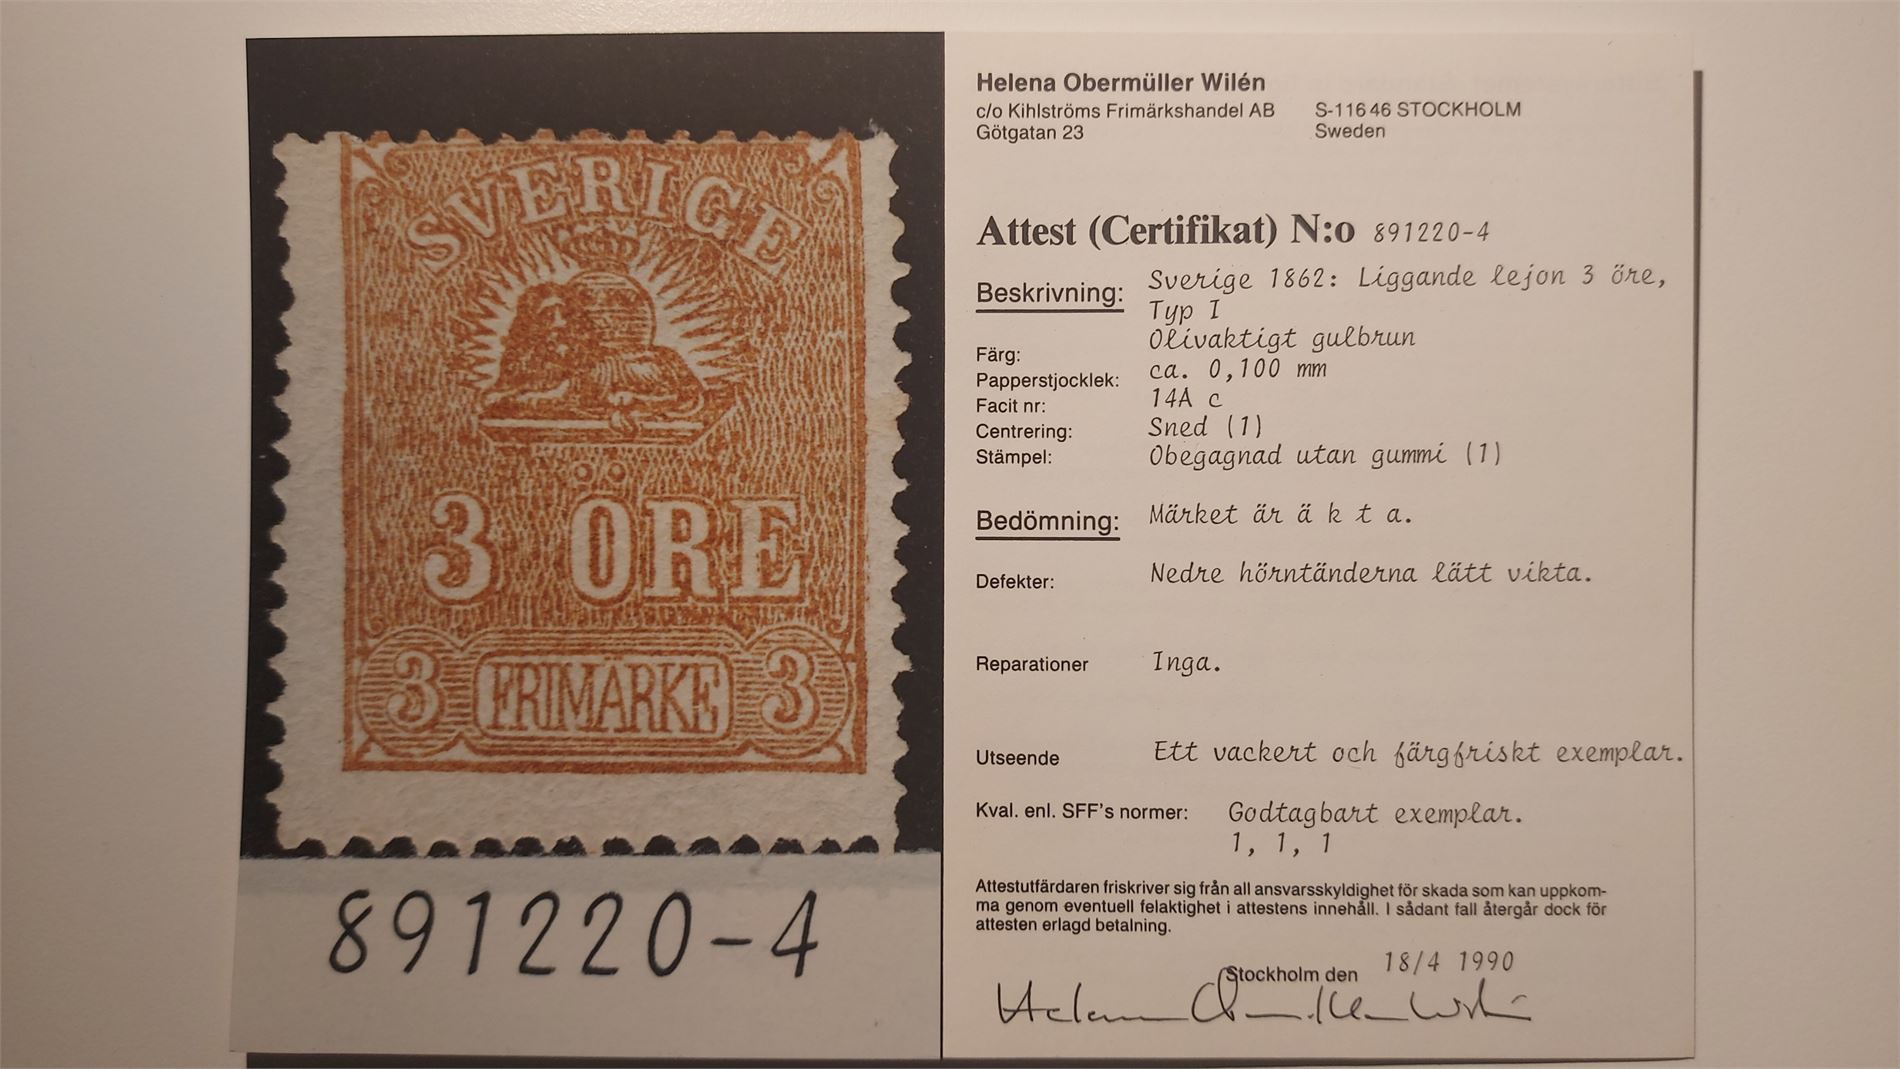 SVERIGE
3 ÖRE
3 FRIMÄRKE 3
891220-4
Helena Obermüller Wilén
c/o Kihlströms Frimärkshandel AB S-116 46 STOCKHOLM
Götgatan 23 Sweden
Attest (Certifikat) N:o 891220-4
Beskrivning: Sverige 1862: Liggande lejon 3 öre,
Typ I
Färg: Olivaktigt gulbrun
Papperstjocklek: ca. 0,100 mm
Facit nr: 14A c
Centrering: Sned (1)
Stämpel: Obegagnad utan gummi (1)
Bedömning: Märket är ä k t a.
Defekter: Nedre hörntänderna lätt vikta.
Reparationer Inga.
Utseende Ett vackert och färgfriskt exemplar.
Kval. enl. SFF's normer: Godtagbart exemplar.
1, 1, 1
Attestutfärdaren friskriver sig från all ansvarsskyldighet för skada som kan uppkom-
ma genom eventuell felaktighet i attestens innehåll. I sådant fall återgår dock för
attesten erlagd betalning.
Stockholm den 18/4 1990
Helena Obermüller Wilén